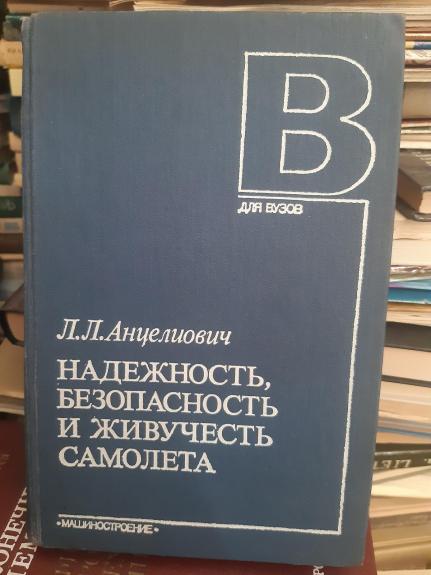 В
ДЛЯ ВУЗОВ
Л.Л.Анцелиович
НАДЕЖНОСТЬ,
БЕЗОПАСНОСТЬ
И ЖИВУЧЕСТЬ
САМОЛЕТА
•МАШИНОСТРОЕНИЕ•